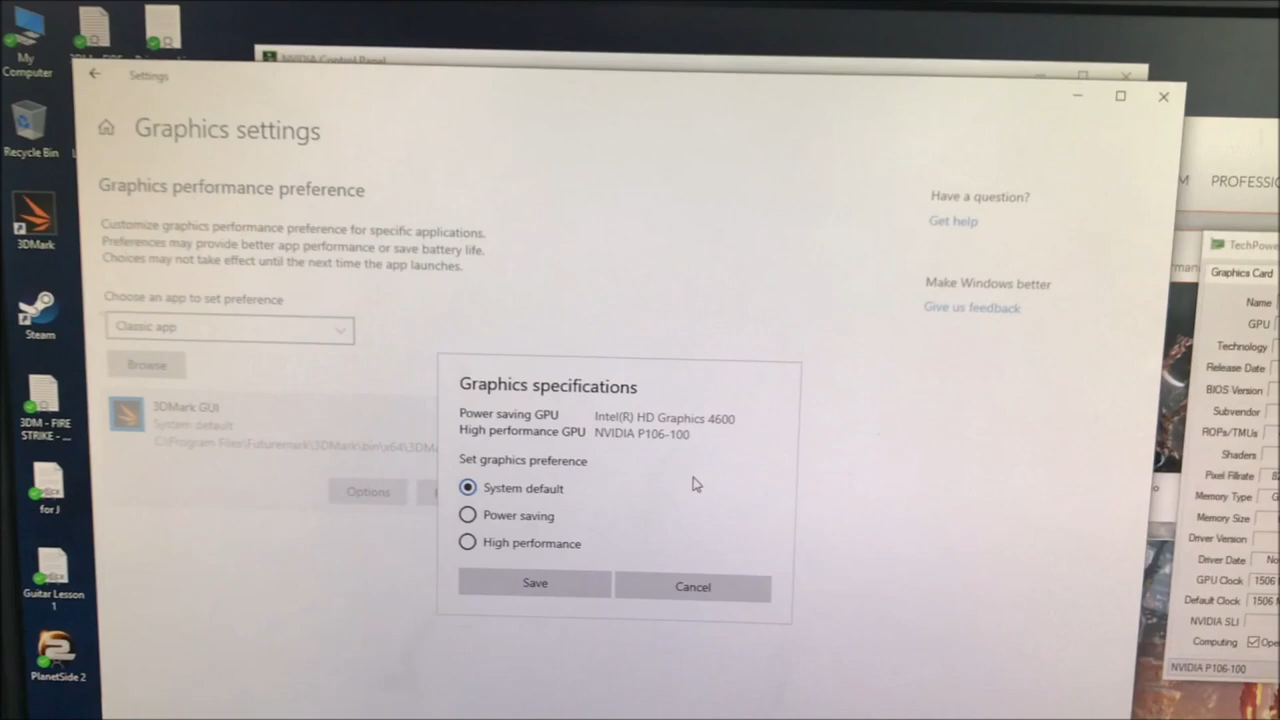 My
Computer
NVIDIA Control Panel
Settings
Graphics settings
Recycle Bin
Graphics performance preference
Customize graphics performance preference for specific applications.
Preferences may provide better app performance or save battery life.
Choices may not take effect until the next time the app launches.
Choose an app to set preference
Classic app
Browse
3DMark GUI
System default
C:\Program Files\Futuremark\3DMark\bin\x64\3DMa
Options
Have a question?
Get help
Make Windows better
Give us feedback
Graphics specifications
Power saving GPU Intel(R) HD Graphics 4600
High performance GPU NVIDIA P106-100
Set graphics preference
System default
Power saving
High performance
Save
Cancel
3DMark
Steam
3DM - FIRE
STRIKE - ...
for J
Guitar Lesson
1
PlanetSide 2
M PROFESSIO
TechPowe
Graphics Card
Name
GPU
Technology
Release Date
BIOS Version
Subvendor
ROPs/TMUs
Shaders
Pixel Fillrate
Memory Type
Memory Size
Driver Version
Driver Date No
GPU Clock 1506
Default Clock 1506
NVIDIA SLI
Computing Ope
NVIDIA P106-100